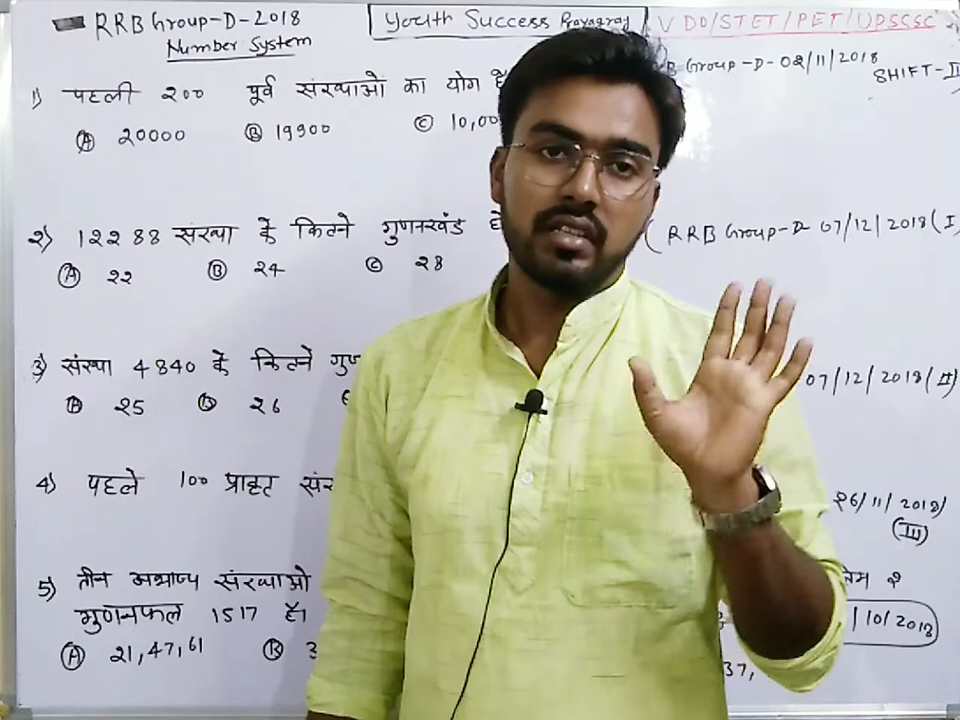 RRB Group-D-2018
Number System
Youth Success Prayagraj
VDO/STET/PET/UPSSSC
Group-D-02/11/2018
SHIFT-II
1) पहली 200 पूर्ण संख्याओ का योग है
(A) 20000 (B) 19900 (C) 10,00
2) 12288 संख्या के कितने गुणनखंड
(RRB Group-D 07/12/2018(I)
(A) 22 (B) 24 (C) 28
3) संख्या 4840 के कितने
07/12/2018(II)
(A) 25 (B) 26
4) पहले 100 प्राकृत
26/11/2018/
(III)
5) तीन अभाज्य संख्याओ
गुणनफल 1517 है।
10/2018
(A) 21,47,61 (B) 3
37,